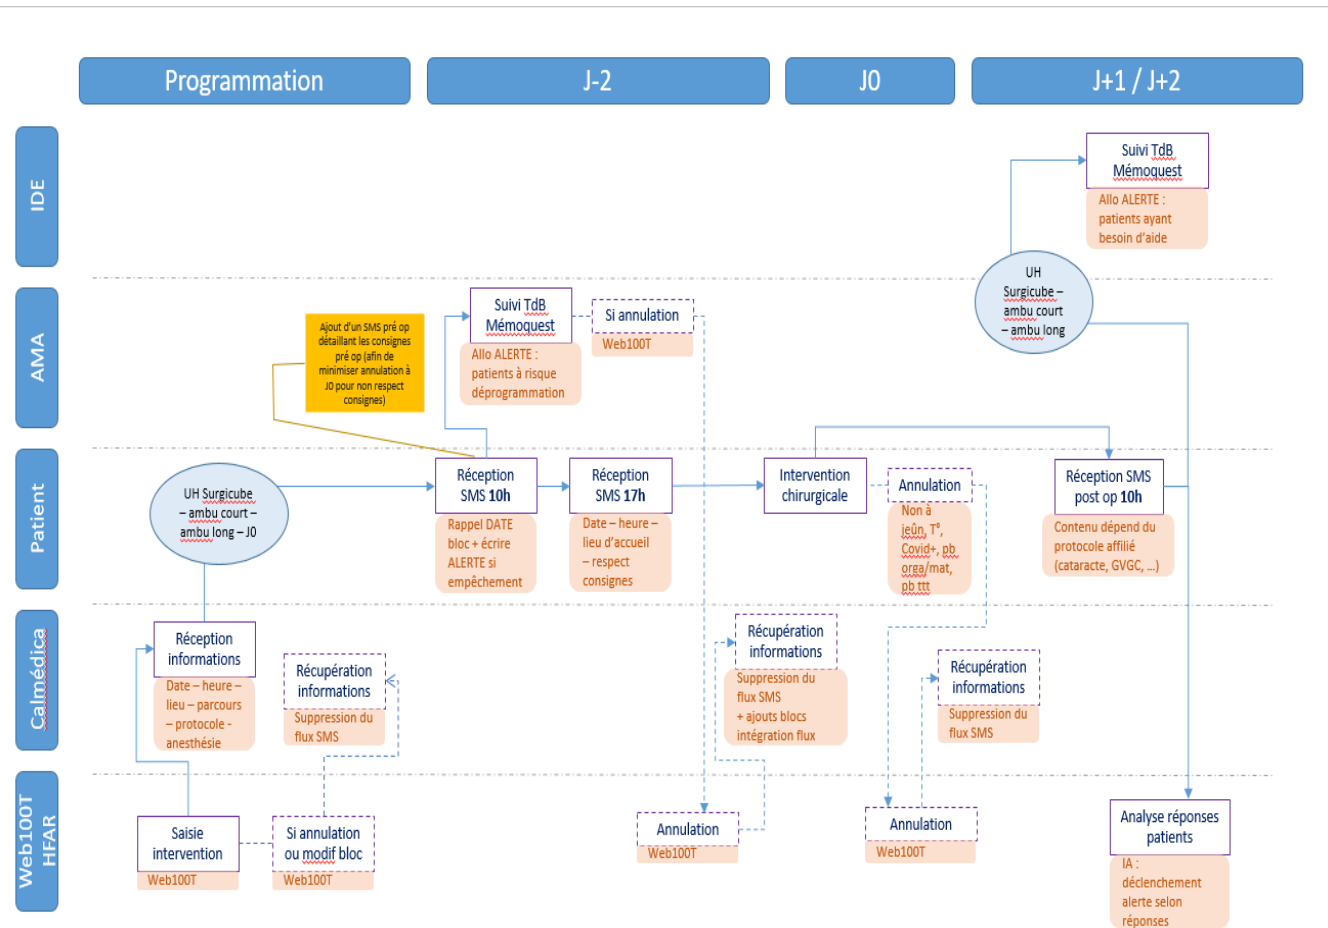 Programmation
J-2
J0
J+1 / J+2
IDE
Suivi TdB
Mémoquest
Allo ALERTE :
patients ayant
besoin d’aide
UH
Surgicube –
ambu court
– ambu long
AMA
Ajout d’un SMS pré op
détaillant les consignes
pré op (afin de
minimiser annulation à
J0 pour non respect
consignes)
Suivi TdB
Mémoquest
Allo ALERTE :
patients à risque
déprogrammation
Si annulation
Web100T
Patient
UH Surgicube
– ambu court –
ambu long – J0
Réception
SMS 10h
Rappel DATE
bloc + écrire
ALERTE si
empêchement
Réception
SMS 17h
Date – heure –
lieu d’accueil
– respect
consignes
Intervention
chirurgicale
Annulation
Non à
jeûn, T°,
Covid+, pb
orga/mat,
pb ttt
Réception SMS
post op 10h
Contenu dépend du
protocole affilié
(cataracte, GVGC, ...)
Calmédica
Réception
informations
Date – heure –
lieu – parcours
– protocole -
anesthésie
Récupération
informations
Suppression du
flux SMS
Récupération
informations
Suppression du
flux SMS
+ ajouts blocs
intégration flux
Récupération
informations
Suppression du
flux SMS
Web100T
HFAR
Saisie
intervention
Web100T
Si annulation
ou modif bloc
Web100T
Annulation
Web100T
Annulation
Web100T
Analyse réponses
patients
IA :
déclenchement
alerte selon
réponses